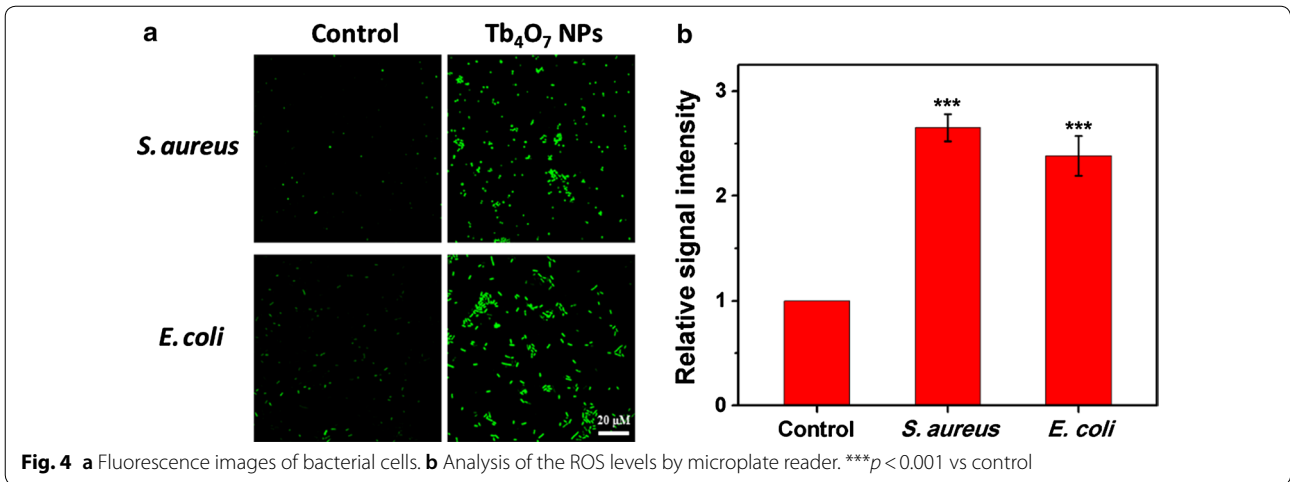 a
Control
Tb₄O₇ NPs
S. aureus
E. coli
20 μM
b
Relative signal intensity
3
2
1
0
***
***
Control
S. aureus
E. coli
Fig. 4 a Fluorescence images of bacterial cells. b Analysis of the ROS levels by microplate reader. ***p < 0.001 vs control